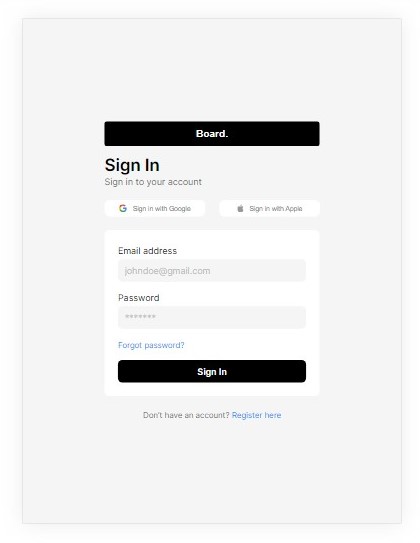 Board.
Sign In
Sign in to your account
Sign in with Google
Sign in with Apple
Email address
johndoe@gmail.com
Password
*******
Forgot password?
Sign In
Don't have an account? Register here